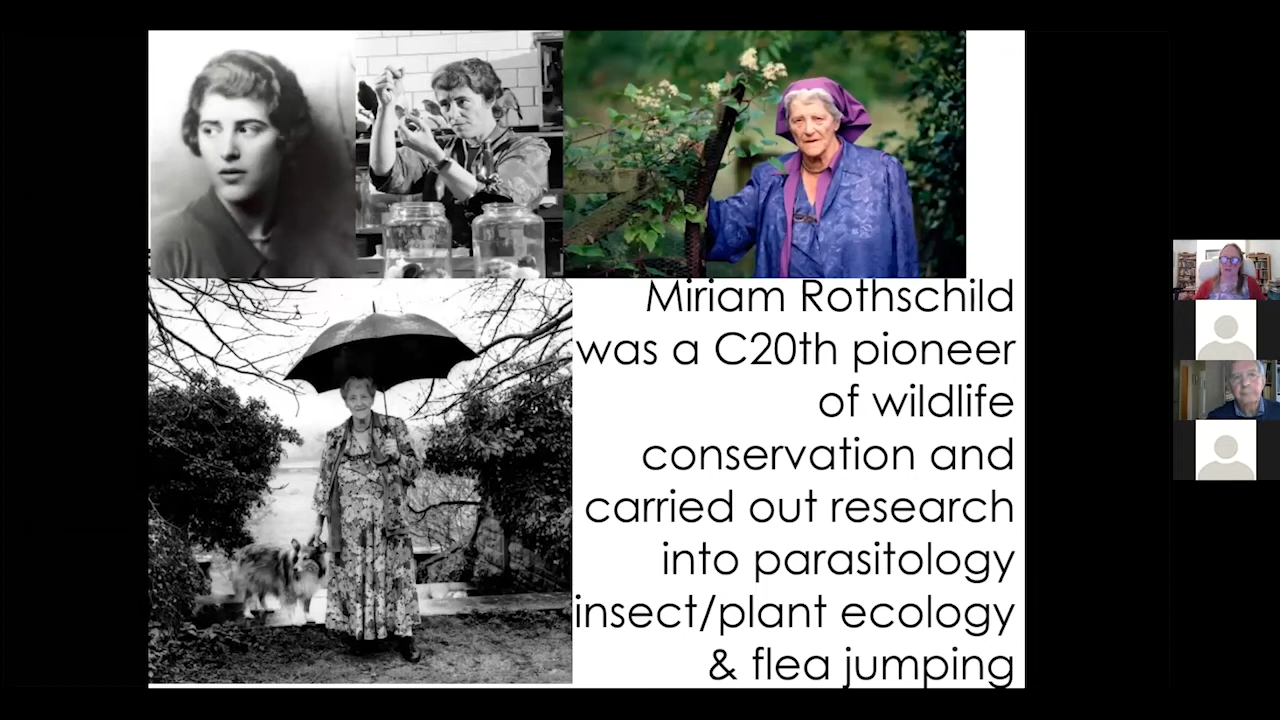 Miriam Rothschild
was a C20th pioneer
of wildlife
conservation and
carried out research
into parasitology
insect/plant ecology
& flea jumping